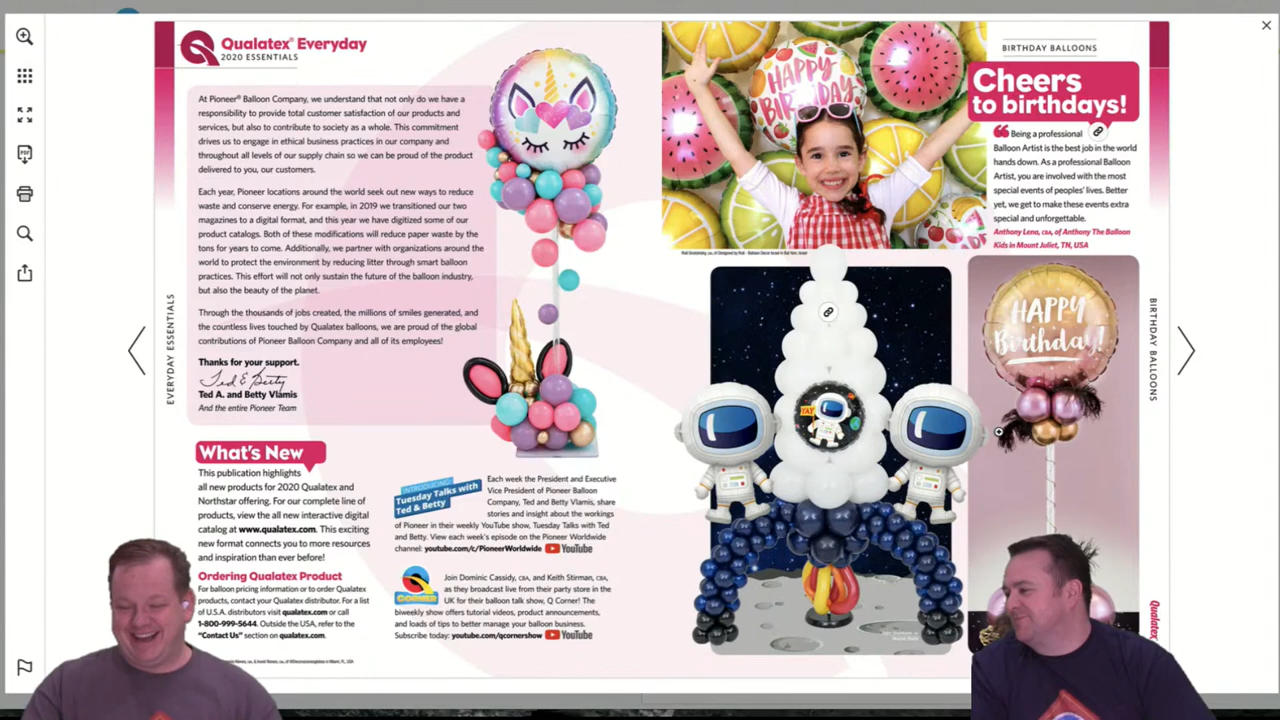 Qualatex® Everyday
2020 ESSENTIALS
At Pioneer® Balloon Company, we understand that not only do we have a
responsibility to provide total customer satisfaction of our products and
services, but also to contribute to society as a whole. This commitment
drives us to engage in ethical business practices in our company and
throughout all levels of our supply chain so we can be proud of the product
delivered to you, our customers.
Each year, Pioneer locations around the world seek out new ways to reduce
waste and conserve energy. For example, in 2019 we transitioned our two
magazines to a digital format, and this year we have digitized some of our
product catalogs. Both of these modifications will reduce paper waste by the
tons for years to come. Additionally, we partner with organizations around the
world to protect the environment by reducing litter through smart balloon
practices. This effort will not only sustain the future of the balloon industry,
but also the beauty of the planet.
Through the thousands of jobs created, the millions of smiles generated, and
the countless lives touched by Qualatex balloons, we are proud of the global
contributions of Pioneer Balloon Company and all of its employees!
Thanks for your support.
Ted & Betty
Ted A. and Betty Vlamis
And the entire Pioneer Team
EVERYDAY ESSENTIALS
What's New
This publication highlights
all new products for 2020 Qualatex and
Northstar offering. For our complete line of
products, view the all new interactive digital
catalog at www.qualatex.com. This exciting
new format connects you to more resources
and inspiration than ever before!
Ordering Qualatex Product
For balloon pricing information or to order Qualatex
products, contact your Qualatex distributor. For a list
of U.S.A. distributors visit qualatex.com or call
1-800-999-5644. Outside the USA, refer to the
"Contact Us" section on qualatex.com.
INTRODUCING
Tuesday Talks with
Ted & Betty
Each week the President and Executive
Vice President of Pioneer Balloon
Company, Ted and Betty Vlamis, share
stories and insight about the workings
of Pioneer in their weekly YouTube show, Tuesday Talks with Ted
and Betty. View each week's episode on the Pioneer Worldwide
channel: youtube.com/c/PioneerWorldwide YouTube
CORNER
Join Dominic Cassidy, CBA, and Keith Stirman, CBA,
as they broadcast live from their party store in the
UK for their balloon talk show, Q Corner! The
biweekly show offers tutorial videos, product announcements,
and loads of tips to better manage your balloon business.
Subscribe today: youtube.com/qcornershow YouTube
HAPPY
BIRTHDAY
BIRTHDAY BALLOONS
Cheers
to birthdays!
Being a professional
Balloon Artist is the best job in the world
hands down. As a professional Balloon
Artist, you are involved with the most
special events of peoples' lives. Better
yet, we get to make these events extra
special and unforgettable.
Anthony Lena, CBA, of Anthony The Balloon
Kids in Mount Juliet, TN, USA
YAY
HAPPY
Birthday!
BIRTHDAY BALLOONS
Qualatex
PDF